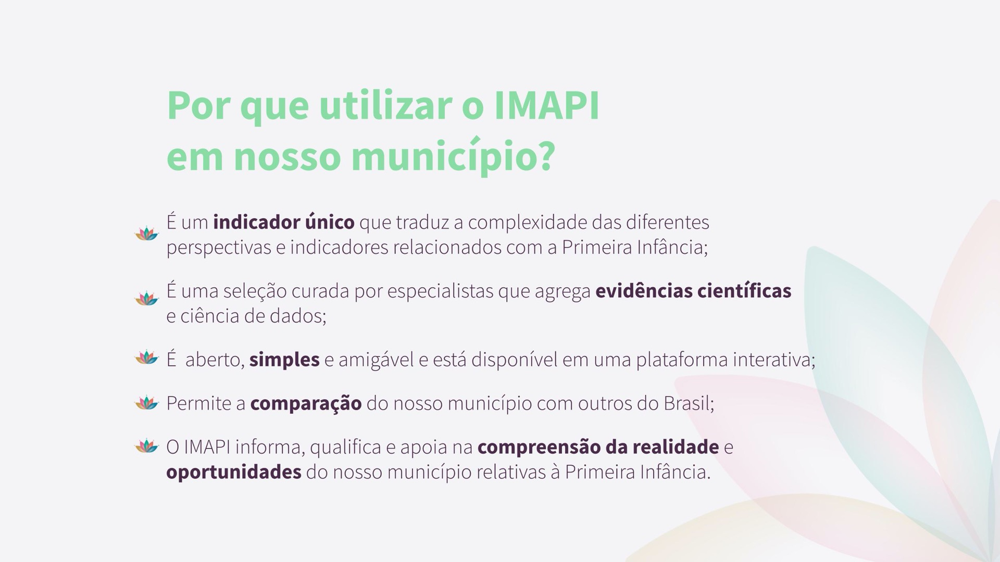 Por que utilizar o IMAPI
em nosso município?
É um indicador único que traduz a complexidade das diferentes
perspectivas e indicadores relacionados com a Primeira Infância;
É uma seleção curada por especialistas que agrega evidências científicas
e ciência de dados;
É  aberto, simples e amigável e está disponível em uma plataforma interativa;
Permite a comparação do nosso município com outros do Brasil;
O IMAPI informa, qualifica e apoia na compreensão da realidade e
oportunidades do nosso município relativas à Primeira Infância.